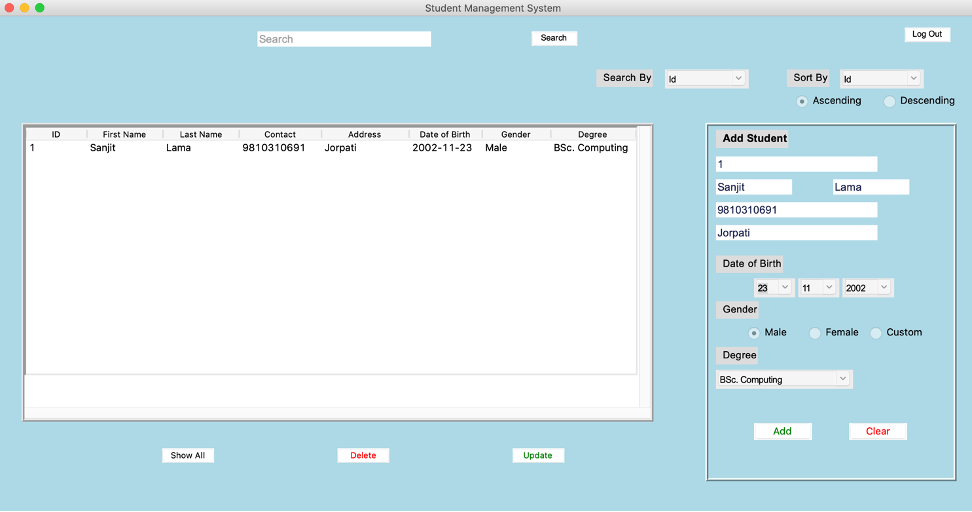 Student Management System
Search Search Log Out
Search By Id Sort By Id
Ascending Descending
ID First Name Last Name Contact Address Date of Birth Gender Degree
1 Sanjit Lama 9810310691 Jorpati 2002-11-23 Male BSc. Computing
Add Student
1
Sanjit Lama
9810310691
Jorpati
Date of Birth
23 11 2002
Gender
Male Female Custom
Degree
BSc. Computing
Add Clear
Show All Delete Update